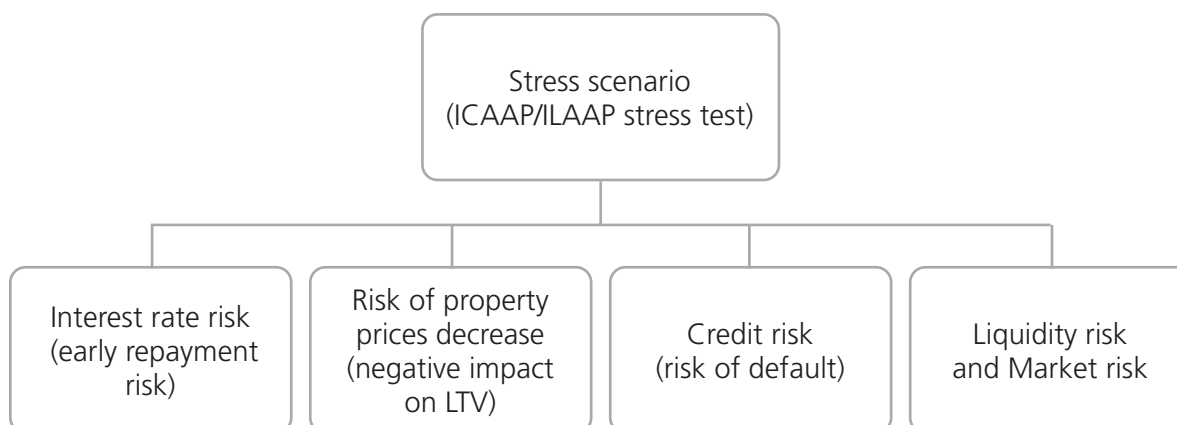 Stress scenario
(ICAAP/ILAAP stress test)
Interest rate risk
(early repayment
risk)
Risk of property
prices decrease
(negative impact
on LTV)
Credit risk
(risk of default)
Liquidity risk
and Market risk